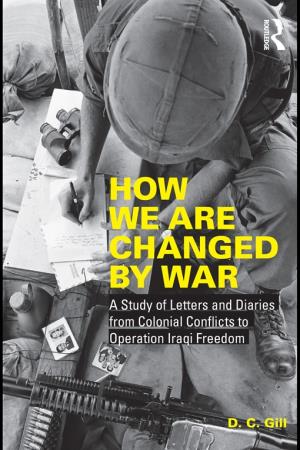 ROUTLEDGE
HOW
WE ARE
CHANGED
BY WAR
A Study of Letters and Diaries
from Colonial Conflicts to
Operation Iraqi Freedom
D. C. Gill